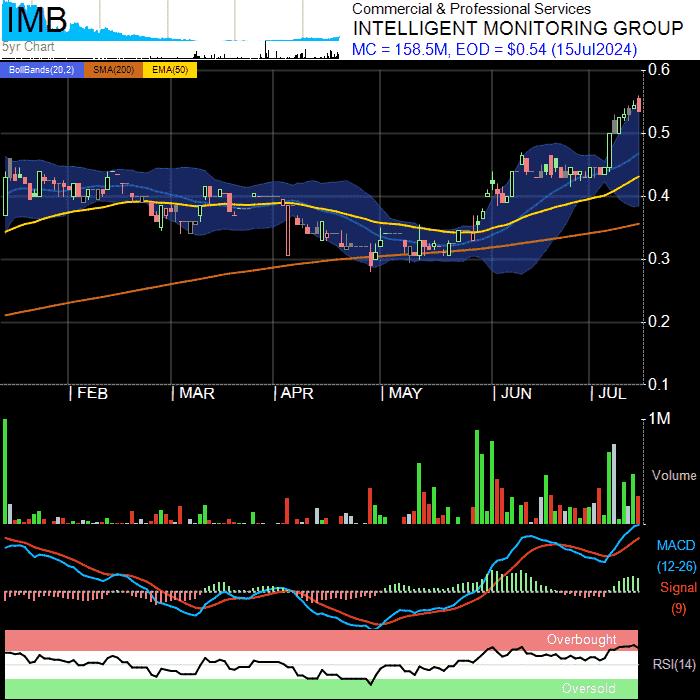 IMB
5yr Chart
Commercial & Professional Services
INTELLIGENT MONITORING GROUP
MC = 158.5M, EOD = $0.54 (15Jul2024)
BollBands(20,2) SMA(200) EMA(50)
0.6
0.5
0.4
0.3
0.2
0.1
FEB MAR APR MAY JUN JUL
1M
Volume
MACD
(12-26)
Signal
(9)
Overbought
RSI(14)
Oversold